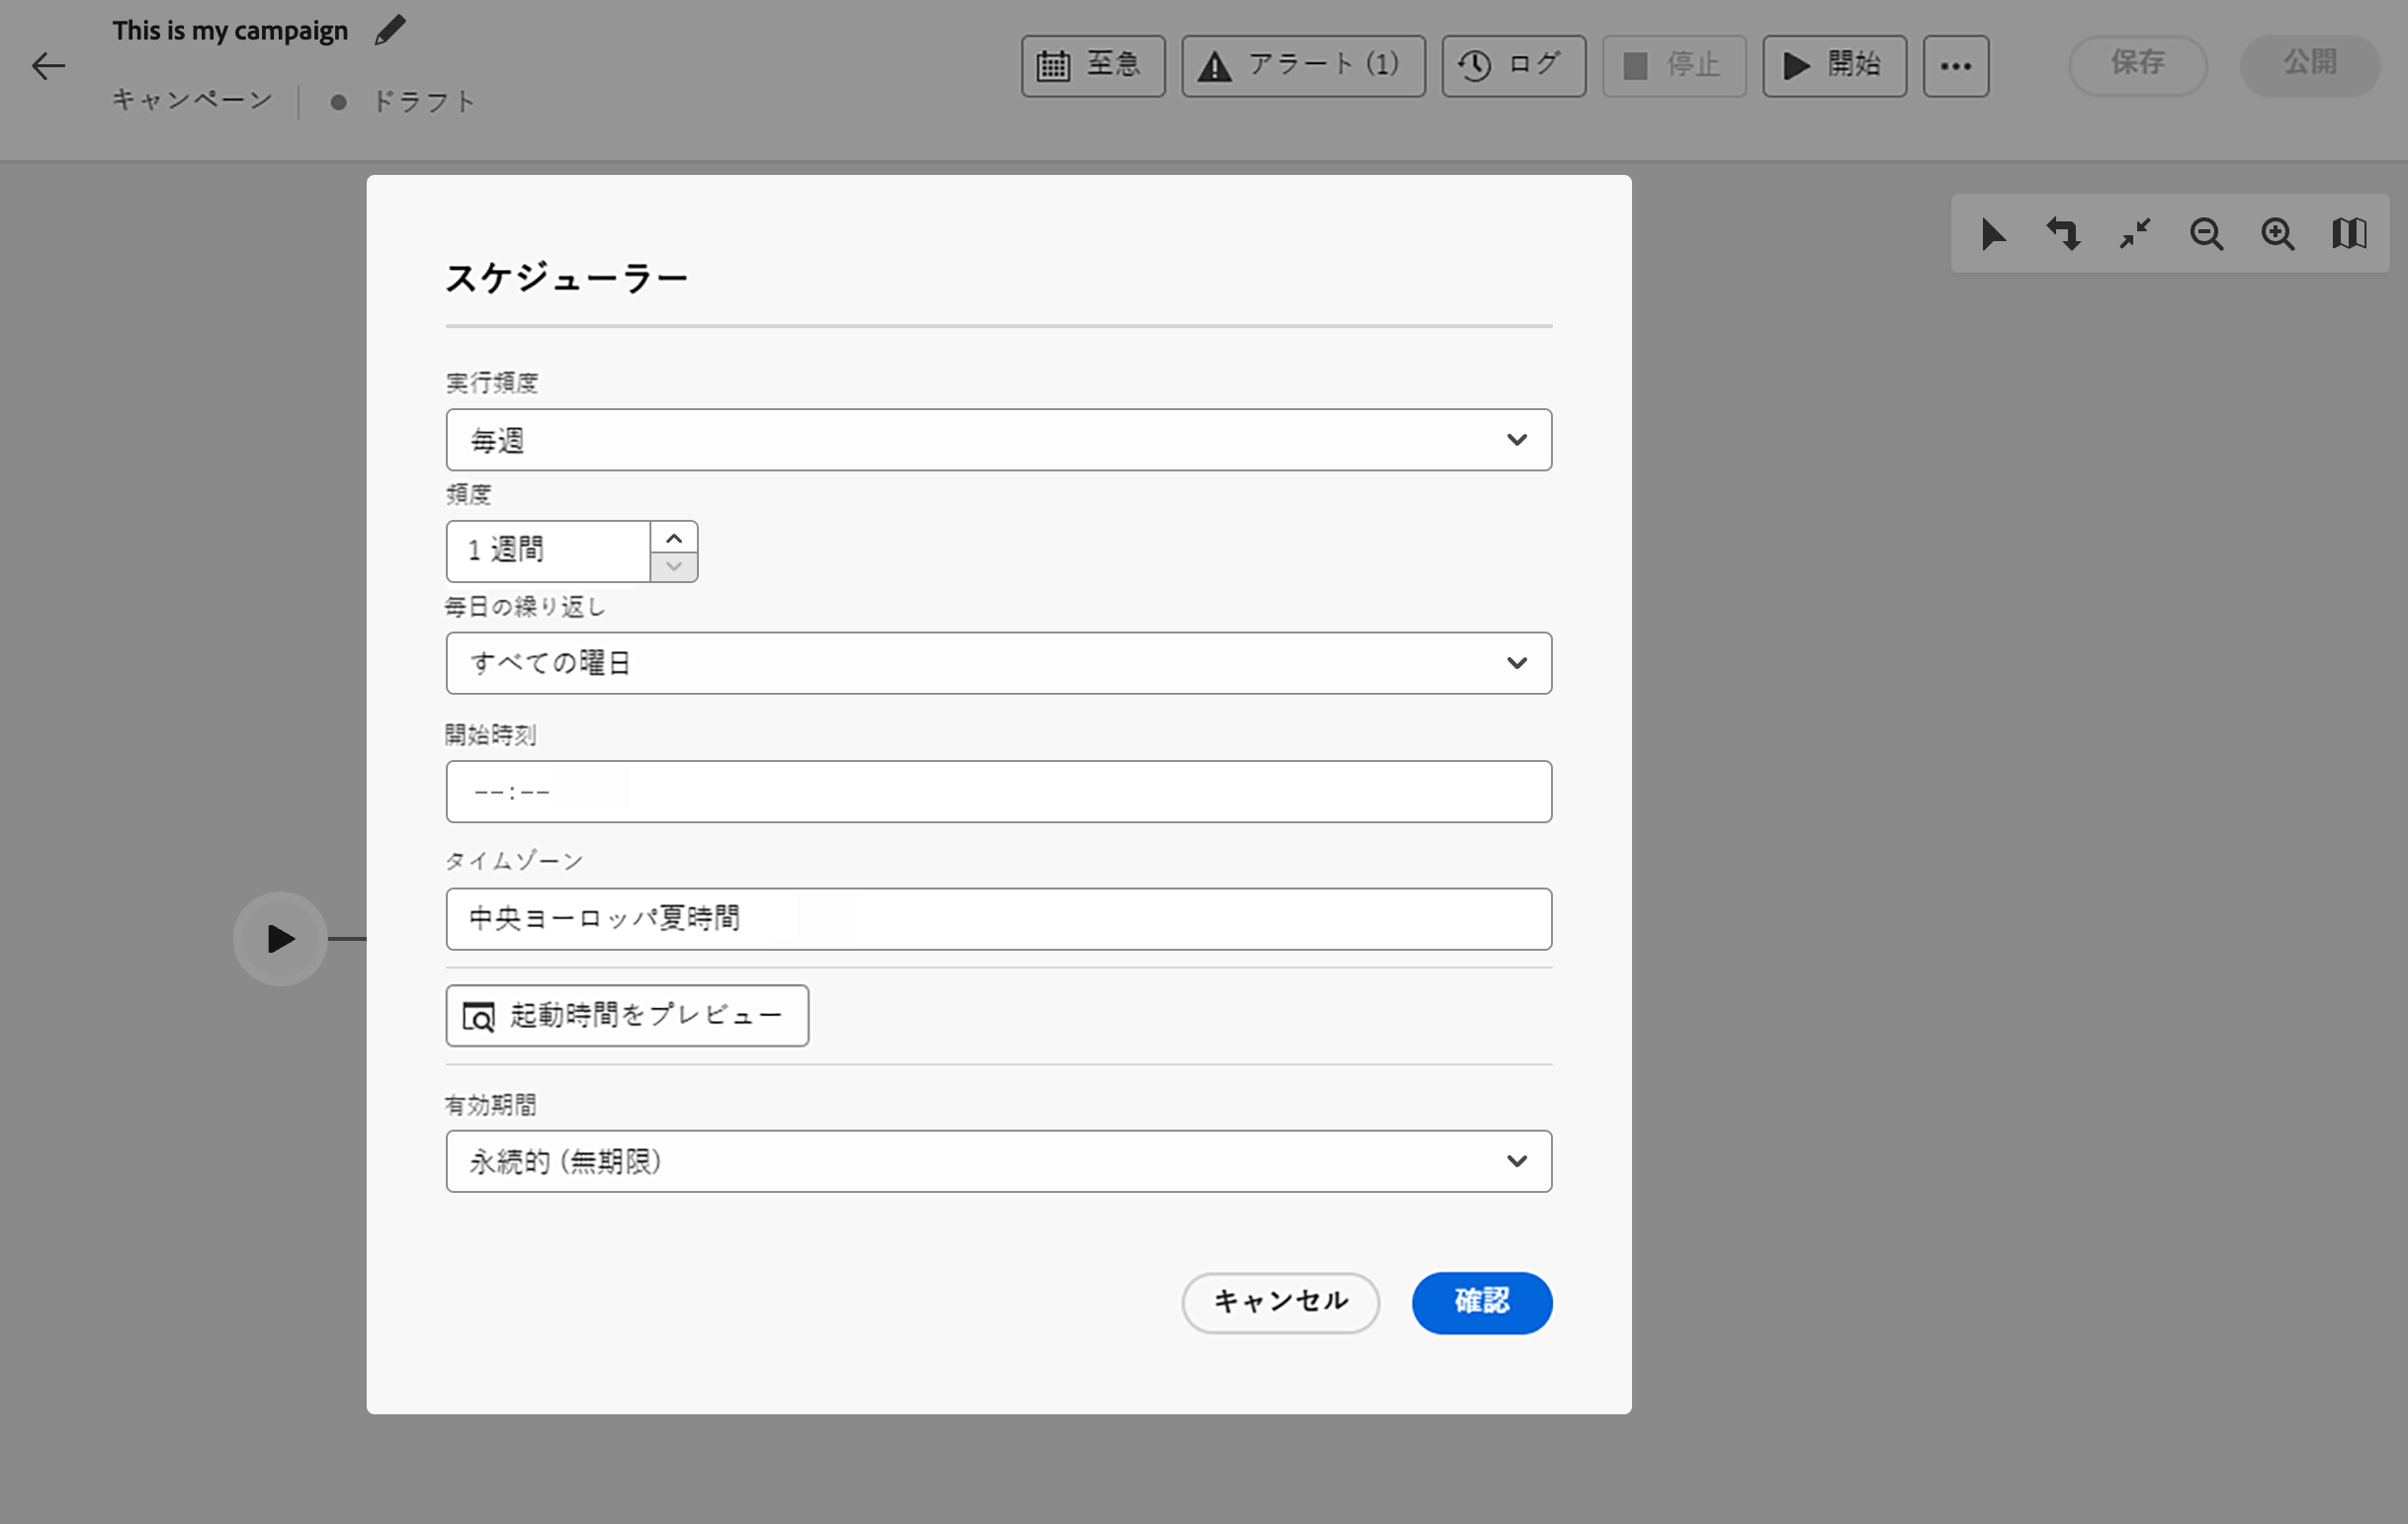 This is my campaign
キャンペーン
ドラフト
至急
アラート (1)
ログ
停止
開始
保存
公開
スケジューラー
実行頻度
毎週
頻度
1 週間
毎日の繰り返し
すべての曜日
開始時刻
--:--
タイムゾーン
中央ヨーロッパ夏時間
起動時間をプレビュー
有効期間
永続的 (無期限)
キャンセル
確認